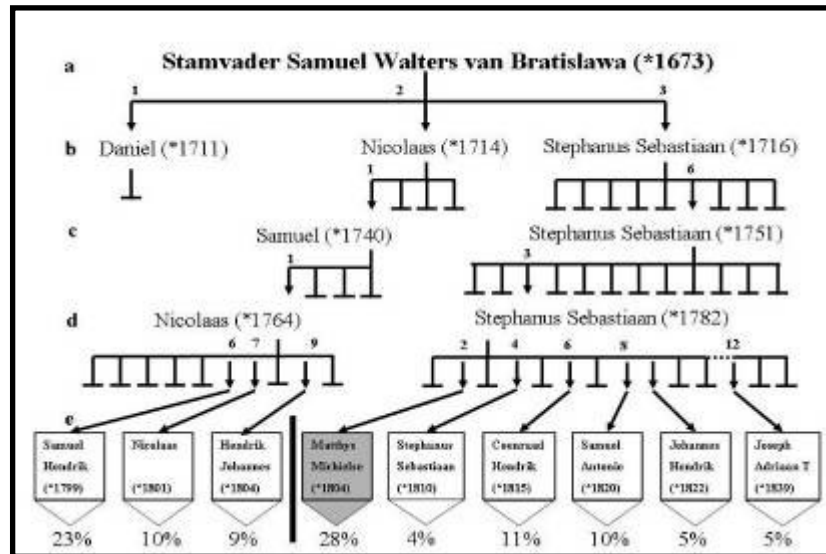 a Stamvader Samuel Walters van Bratislawa (*1673)
1 2 3
b Daniel (*1711) Nicolaas (*1714) Stephanus Sebastiaan (*1716)
1 6
c Samuel (*1740) Stephanus Sebastiaan (*1751)
1 3
d Nicolaas (*1764) Stephanus Sebastiaan (*1782)
6 7 9 2 4 6 8 12
e
Samuel
Hendrik
(*1799)
Nicolaas
(*1801)
Hendrik
Johannes
(*1804)
Matthys
(*1804)
Stephanus
Sebastiaan
(*1810)
Coenraad
Hendrik
(*1815)
Samuel
Antonie
(*1820)
Johannes
Hendrik
(*1822)
Joseph
Adriaan T
(*1839)
23% 10% 9% 28% 4% 11% 10% 5% 5%